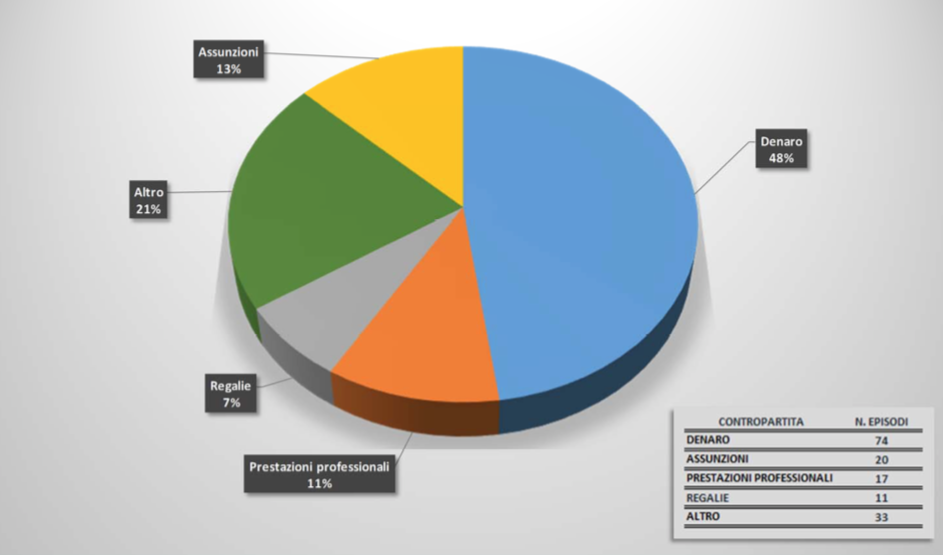 Assunzioni
13%
Denaro
48%
Altro
21%
Regalie
7%
Prestazioni professionali
11%
CONTROPARTITA N. EPISODI
DENARO 74
ASSUNZIONI 20
PRESTAZIONI PROFESSIONALI 17
REGALIE 11
ALTRO 33